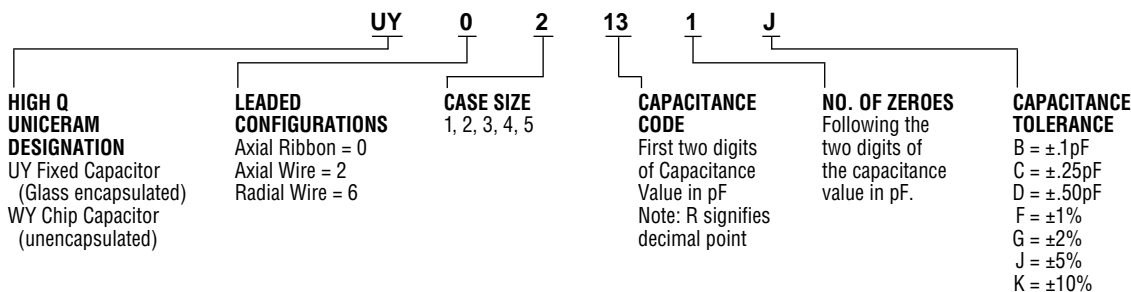 UY 0 2 13 1 J
HIGH Q
UNICERAM
DESIGNATION
UY Fixed Capacitor
(Glass encapsulated)
WY Chip Capacitor
(unencapsulated)
LEADED
CONFIGURATIONS
Axial Ribbon = 0
Axial Wire = 2
Radial Wire = 6
CASE SIZE
1, 2, 3, 4, 5
CAPACITANCE
CODE
First two digits
of Capacitance
Value in pF
Note: R signifies
decimal point
NO. OF ZEROES
Following the
two digits of
the capacitance
value in pF.
CAPACITANCE
TOLERANCE
B = ±.1pF
C = ±.25pF
D = ±.50pF
F = ±1%
G = ±2%
J = ±5%
K = ±10%